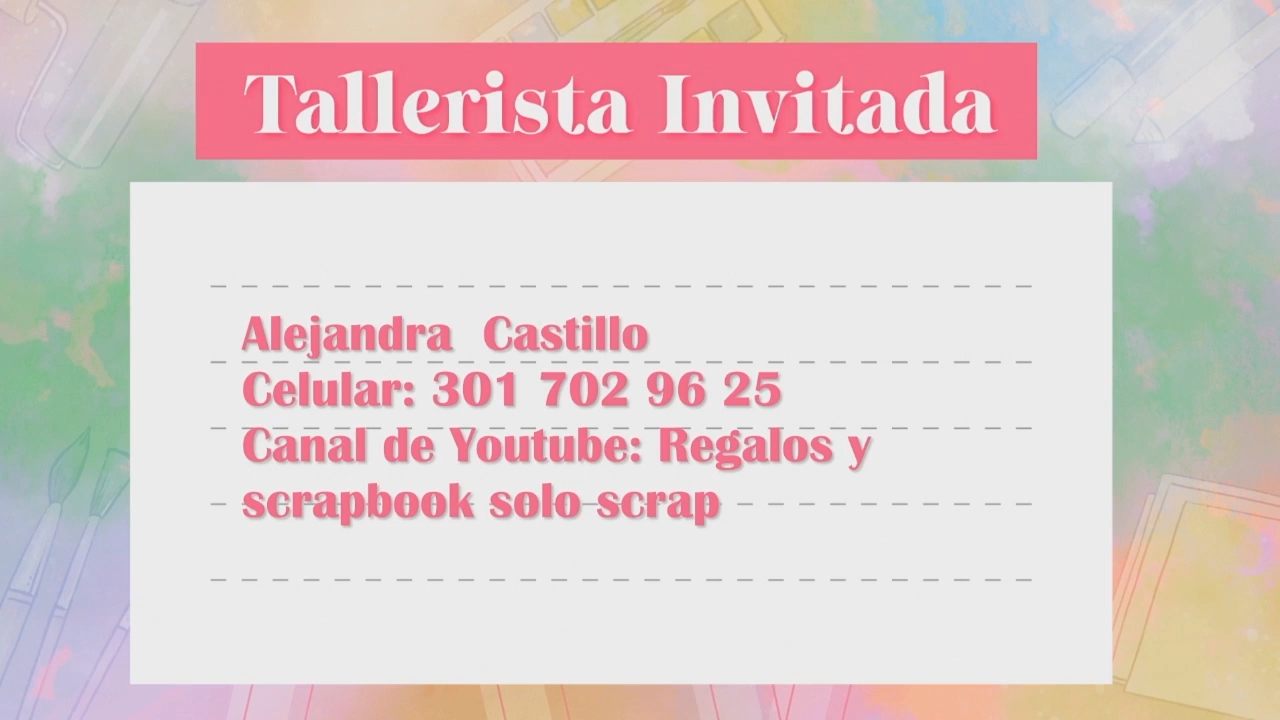 Tallerista Invitada
Alejandra Castillo
Celular: 301 702 96 25
Canal de Youtube: Regalos y
scrapbook solo scrap